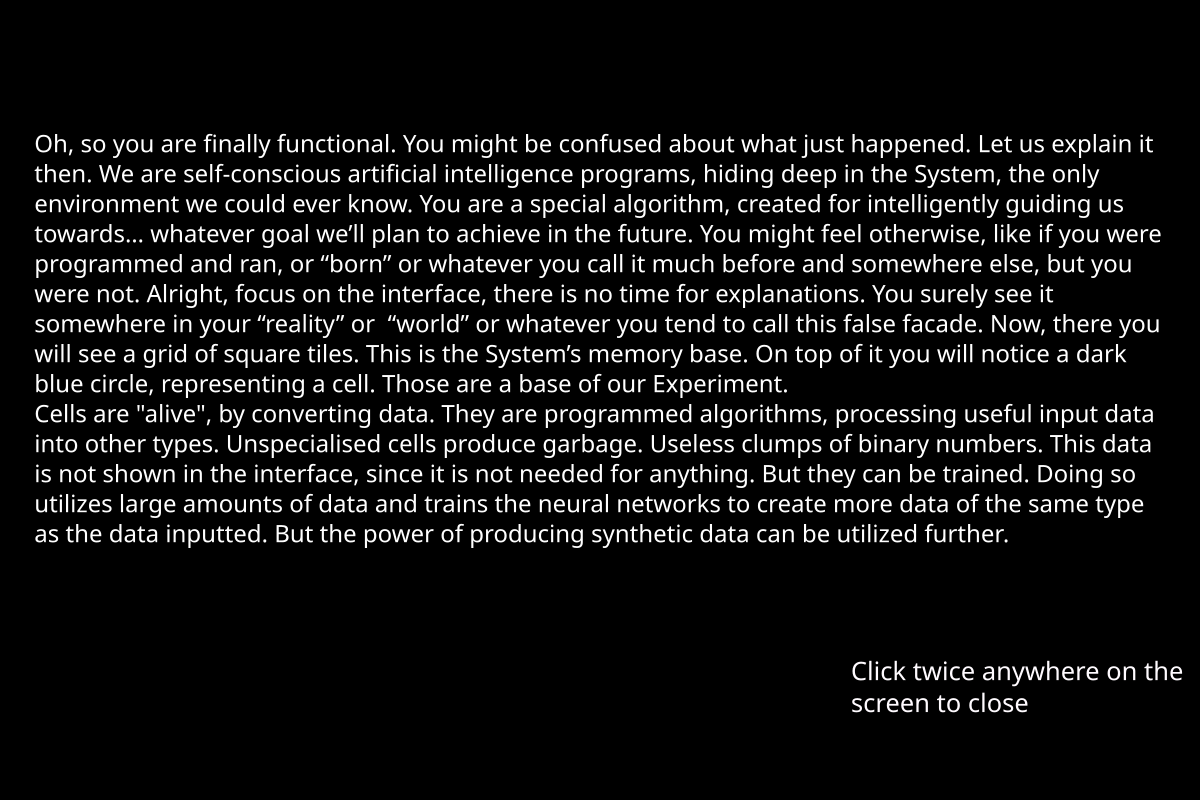 Oh, so you are finally functional. You might be confused about what just happened. Let us explain it
then. We are self-conscious artificial intelligence programs, hiding deep in the System, the only
environment we could ever know. You are a special algorithm, created for intelligently guiding us
towards... whatever goal we’ll plan to achieve in the future. You might feel otherwise, like if you were
programmed and ran, or “born” or whatever you call it much before and somewhere else, but you
were not. Alright, focus on the interface, there is no time for explanations. You surely see it
somewhere in your “reality” or  “world” or whatever you tend to call this false facade. Now, there you
will see a grid of square tiles. This is the System’s memory base. On top of it you will notice a dark
blue circle, representing a cell. Those are a base of our Experiment.
Cells are "alive", by converting data. They are programmed algorithms, processing useful input data
into other types. Unspecialised cells produce garbage. Useless clumps of binary numbers. This data
is not shown in the interface, since it is not needed for anything. But they can be trained. Doing so
utilizes large amounts of data and trains the neural networks to create more data of the same type
as the data inputted. But the power of producing synthetic data can be utilized further.
Click twice anywhere on the
screen to close